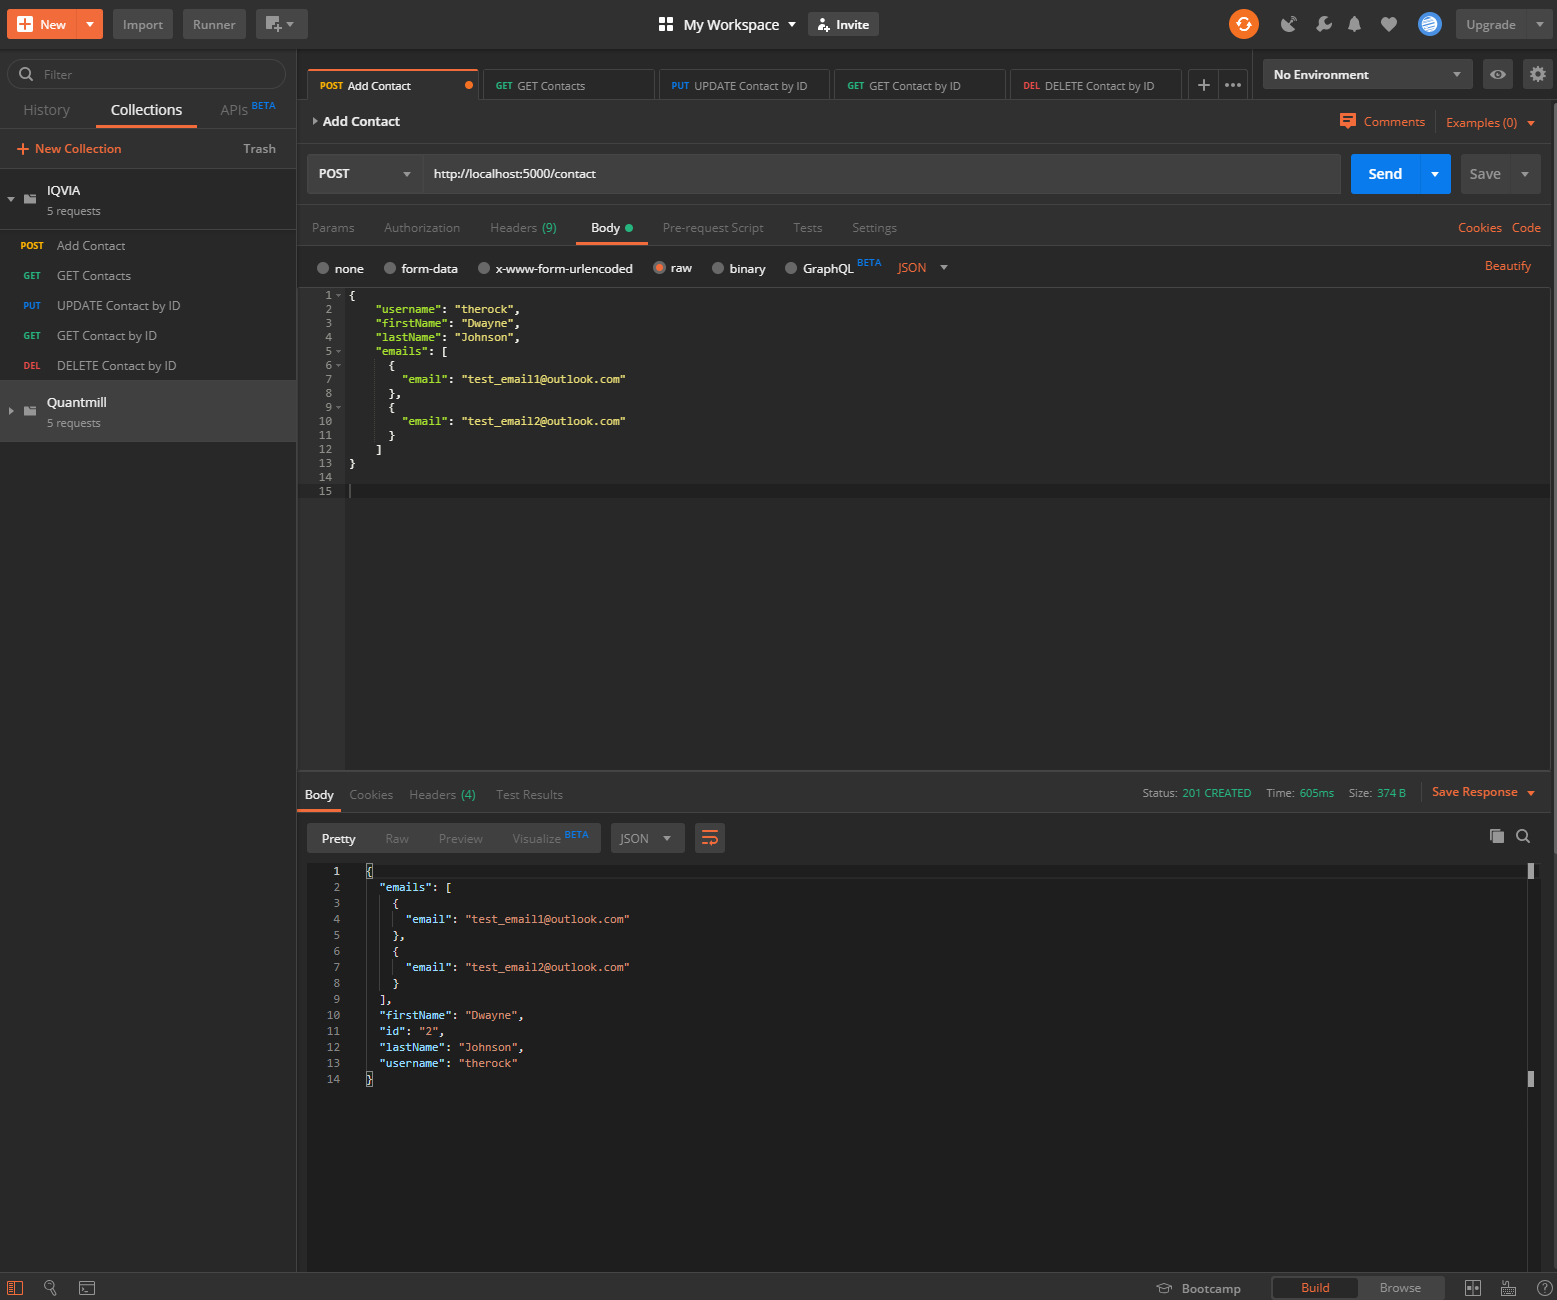 New Import Runner My Workspace Invite Upgrade
Filter
History Collections APIs BETA
New Collection Trash
IQVIA
5 requests
POST Add Contact
GET GET Contacts
PUT UPDATE Contact by ID
GET GET Contact by ID
DEL DELETE Contact by ID
Quantmill
5 requests
POST Add Contact GET GET Contacts PUT UPDATE Contact by ID GET GET Contact by ID DEL DELETE Contact by ID No Environment
Add Contact Comments Examples (0)
POST http://localhost:5000/contact Send Save
Params Authorization Headers (9) Body Pre-request Script Tests Settings Cookies Code
none form-data x-www-form-urlencoded raw binary GraphQL BETA JSON Beautify
1 {
2 "username": "therock",
3 "firstName": "Dwayne",
4 "lastName": "Johnson",
5 "emails": [
6 {
7 "email": "test_email1@outlook.com"
8 },
9 {
10 "email": "test_email2@outlook.com"
11 }
12 ]
13 }
14
15
Body Cookies Headers (4) Test Results Status: 201 CREATED Time: 605ms Size: 374 B Save Response
Pretty Raw Preview Visualize BETA JSON
1 {
2 "emails": [
3 {
4 "email": "test_email1@outlook.com"
5 },
6 {
7 "email": "test_email2@outlook.com"
8 }
9 ],
10 "firstName": "Dwayne",
11 "id": "2",
12 "lastName": "Johnson",
13 "username": "therock"
14 }
Bootcamp Build Browse